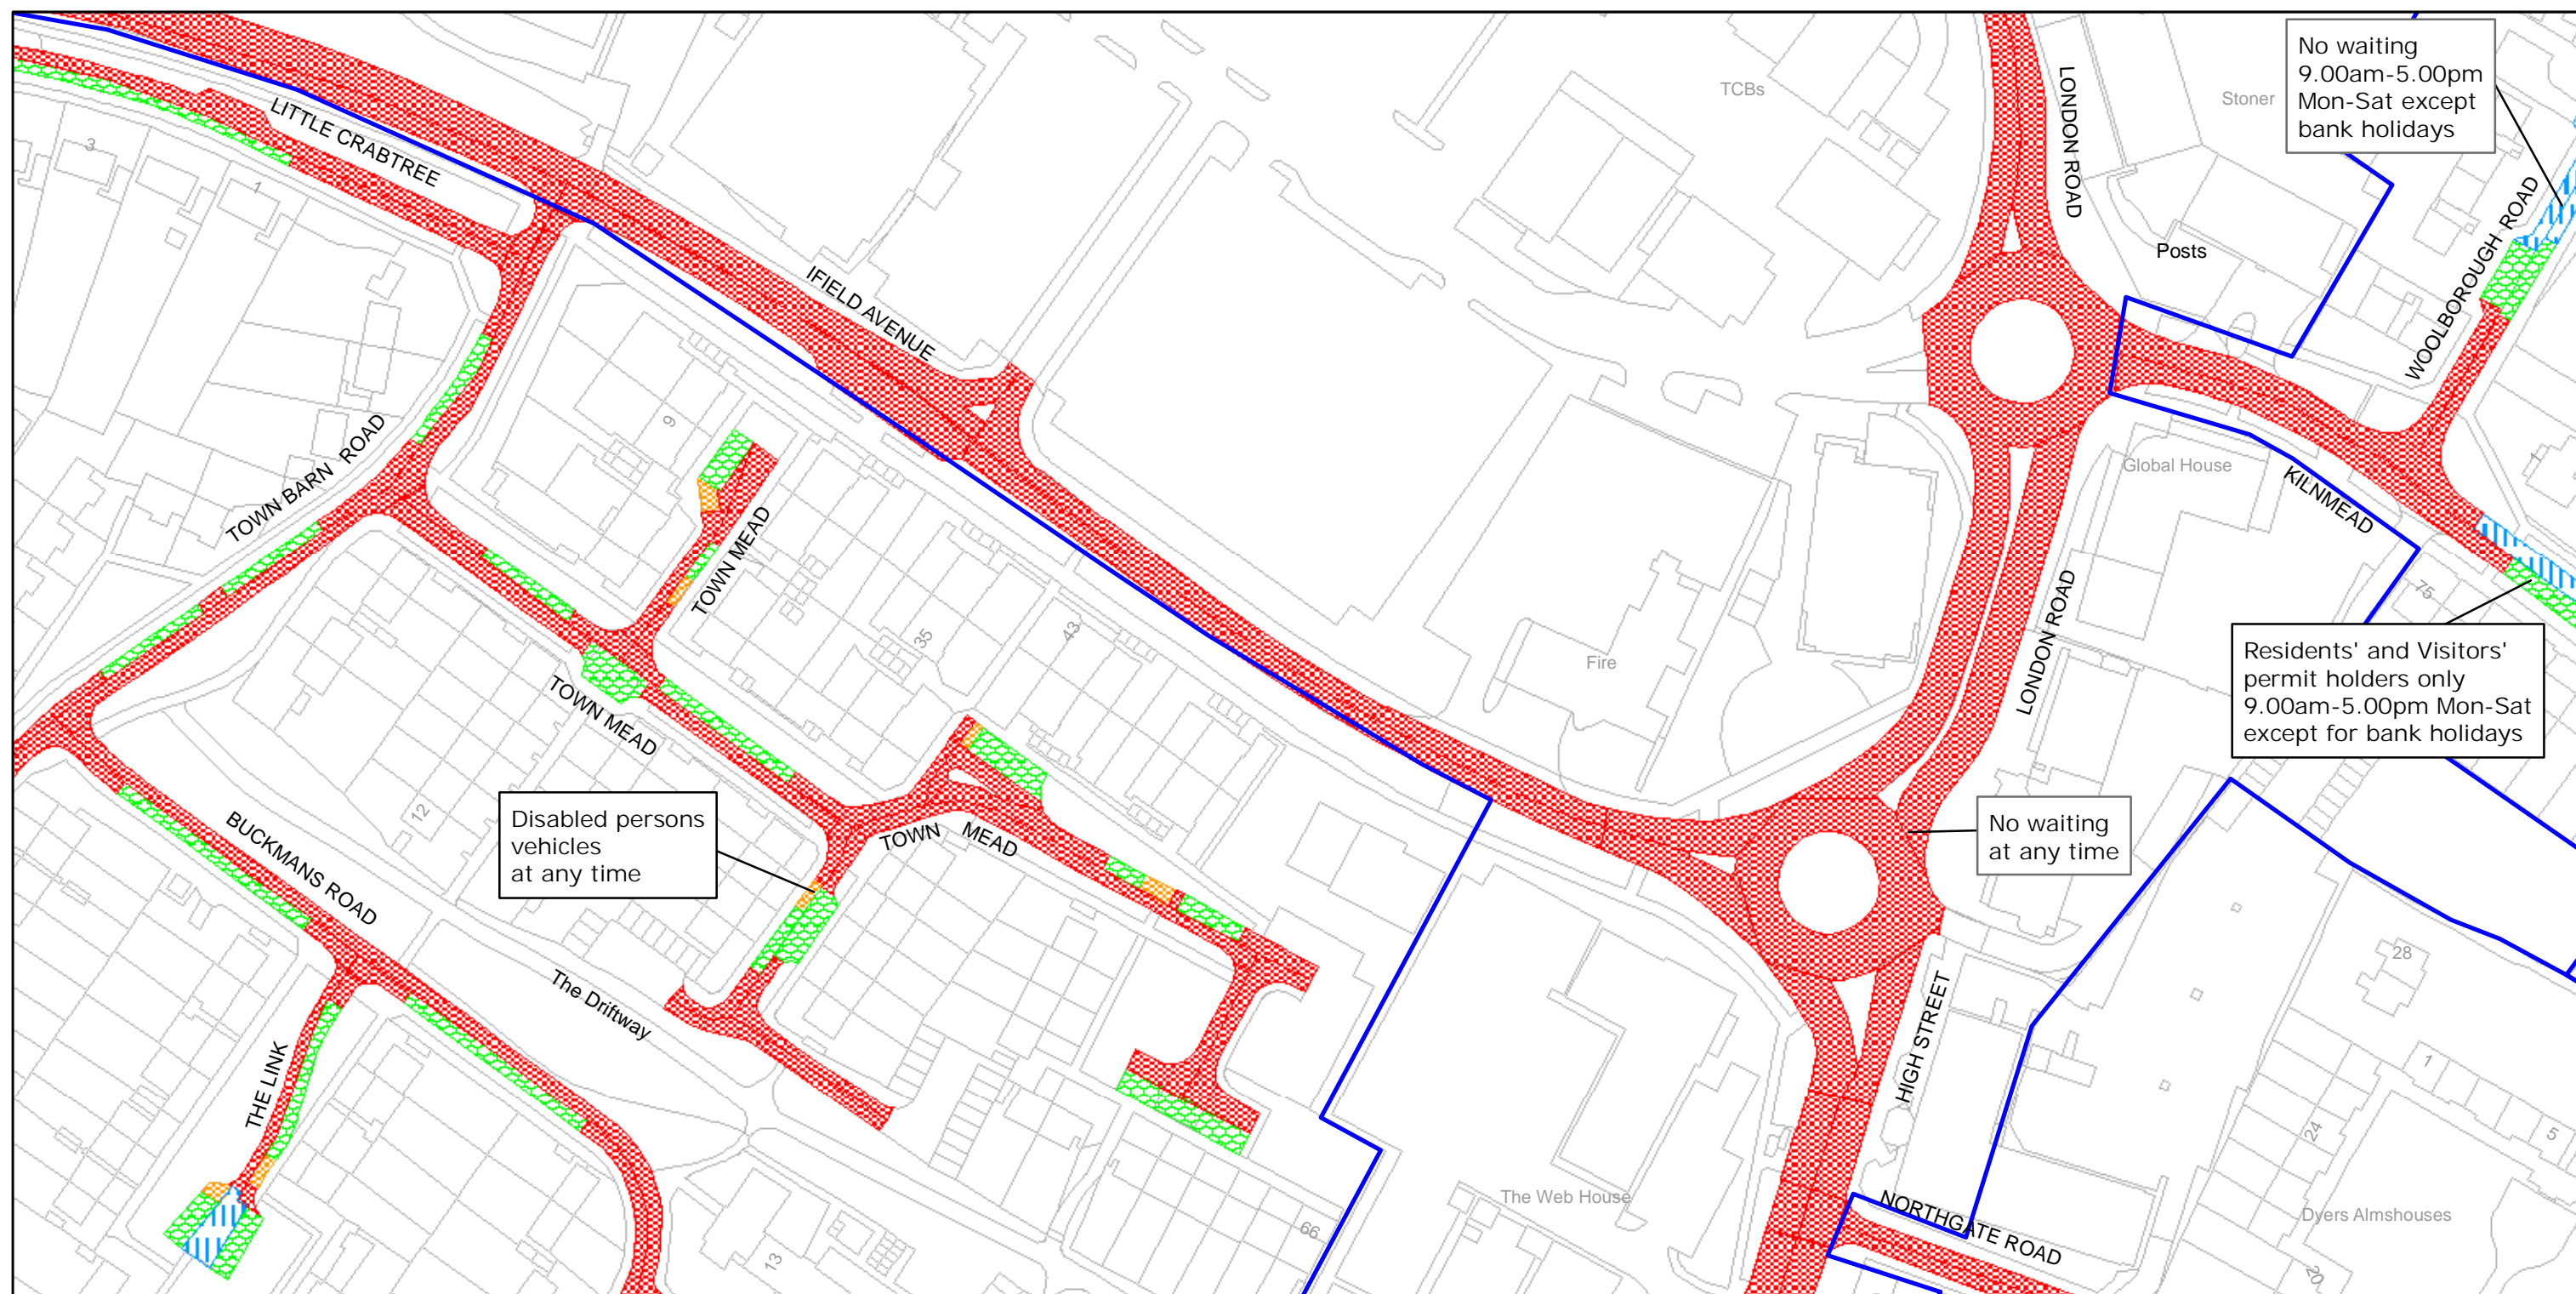 No waiting
9.00am-5.00pm
Mon-Sat except
bank holidays
TCBs
Stoner
LONDON ROAD
LITTLE CRABTREE
3
1
Posts
WOOLBOROUGH ROAD
IFIELD AVENUE
9
TOWN BARN ROAD
Global House
1
KILNMEAD
TOWN MEAD
35
43
75
LONDON ROAD
Fire
Residents' and Visitors'
permit holders only
9.00am-5.00pm Mon-Sat
except for bank holidays
TOWN MEAD
12
BUCKMANS ROAD
Disabled persons
vehicles
at any time
TOWN MEAD
No waiting
at any time
28
The Driftway
HIGH STREET
THE LINK
1
24
5
The Web House
66
NORTHGATE ROAD
Dyers Almshouses
13
20